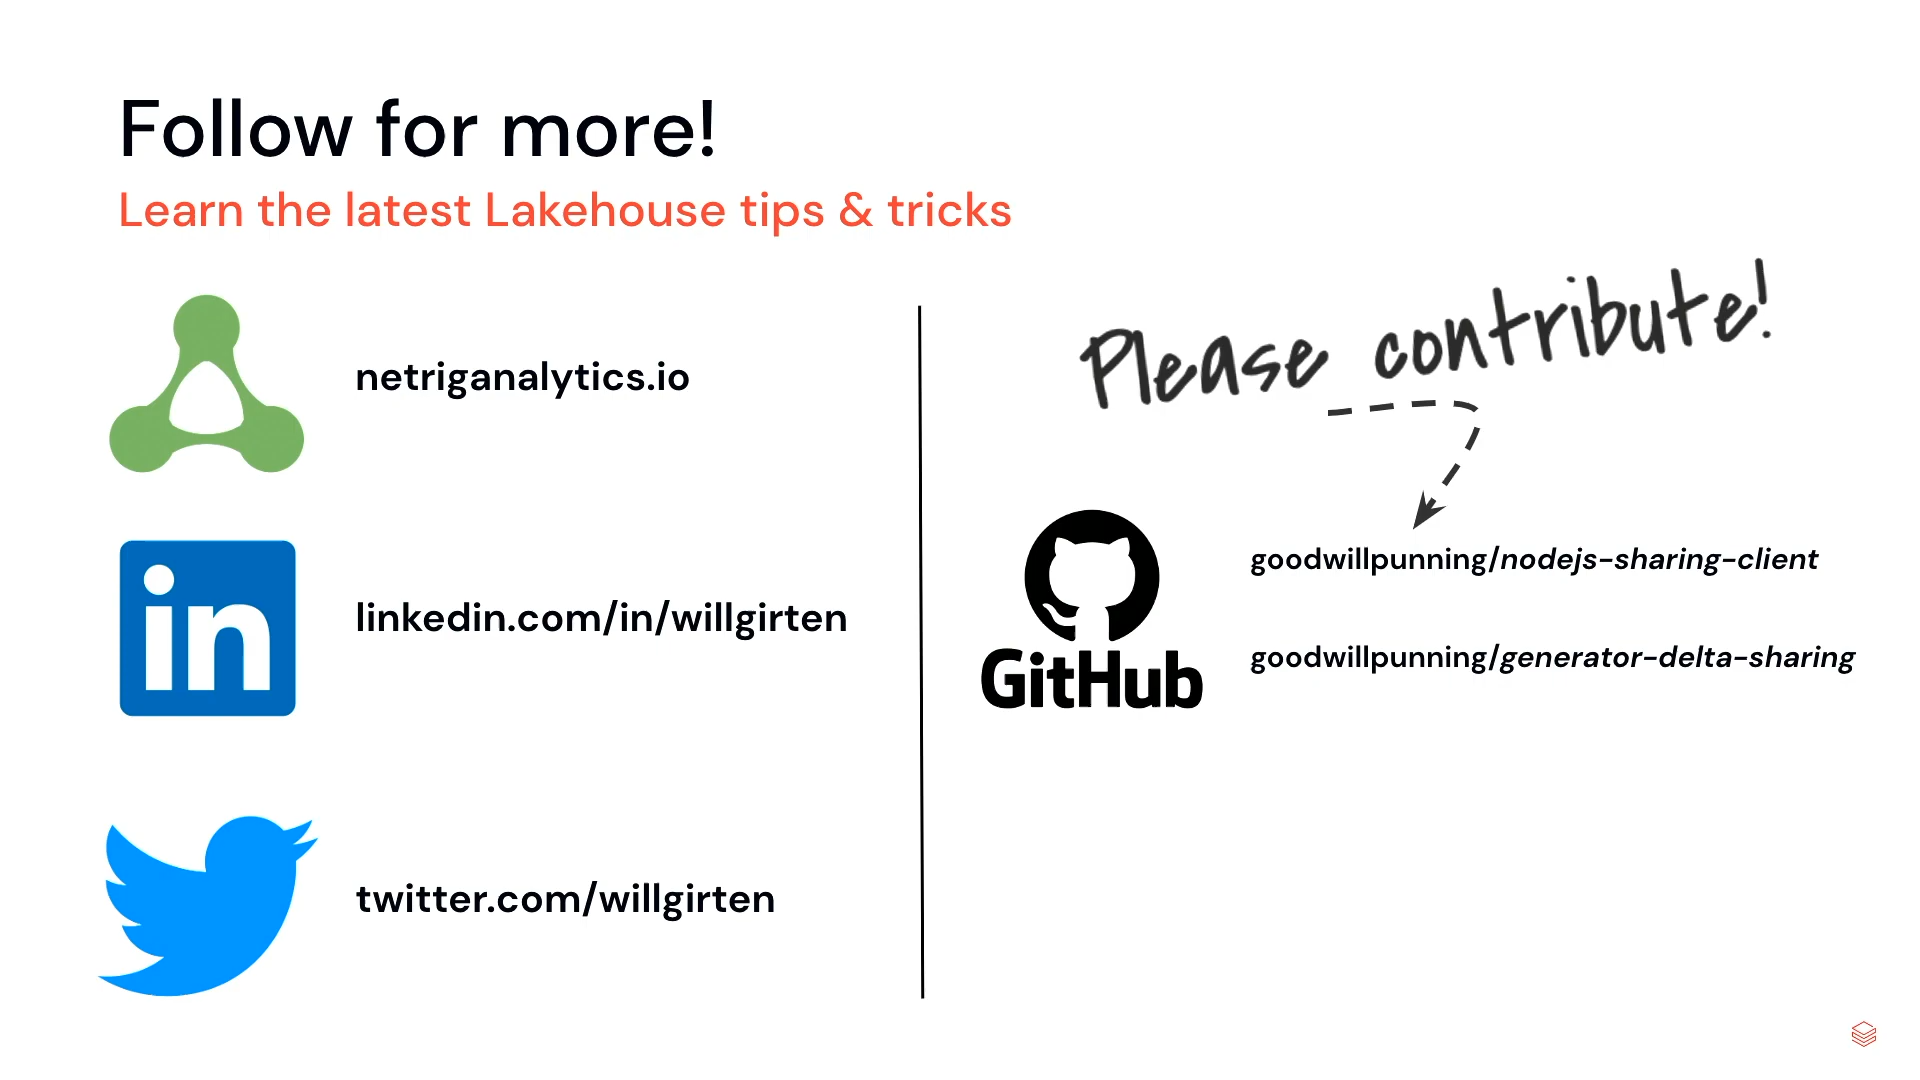 Follow for more!
Learn the latest Lakehouse tips & tricks
netriganalytics.io
in
linkedin.com/in/willgirten
twitter.com/willgirten
Please contribute!
GitHub
goodwillpunning/nodejs-sharing-client
goodwillpunning/generator-delta-sharing